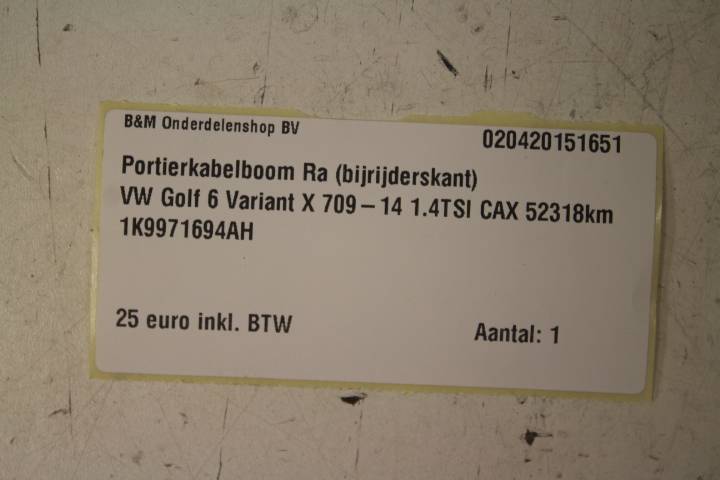 B&M Onderdelenshop BV
020420151651
Portierkabelboom Ra (bijrijderskant)
VW Golf 6 Variant X 709-14 1.4TSI CAX 52318km
1K9971694AH
25 euro inkl. BTW
Aantal: 1